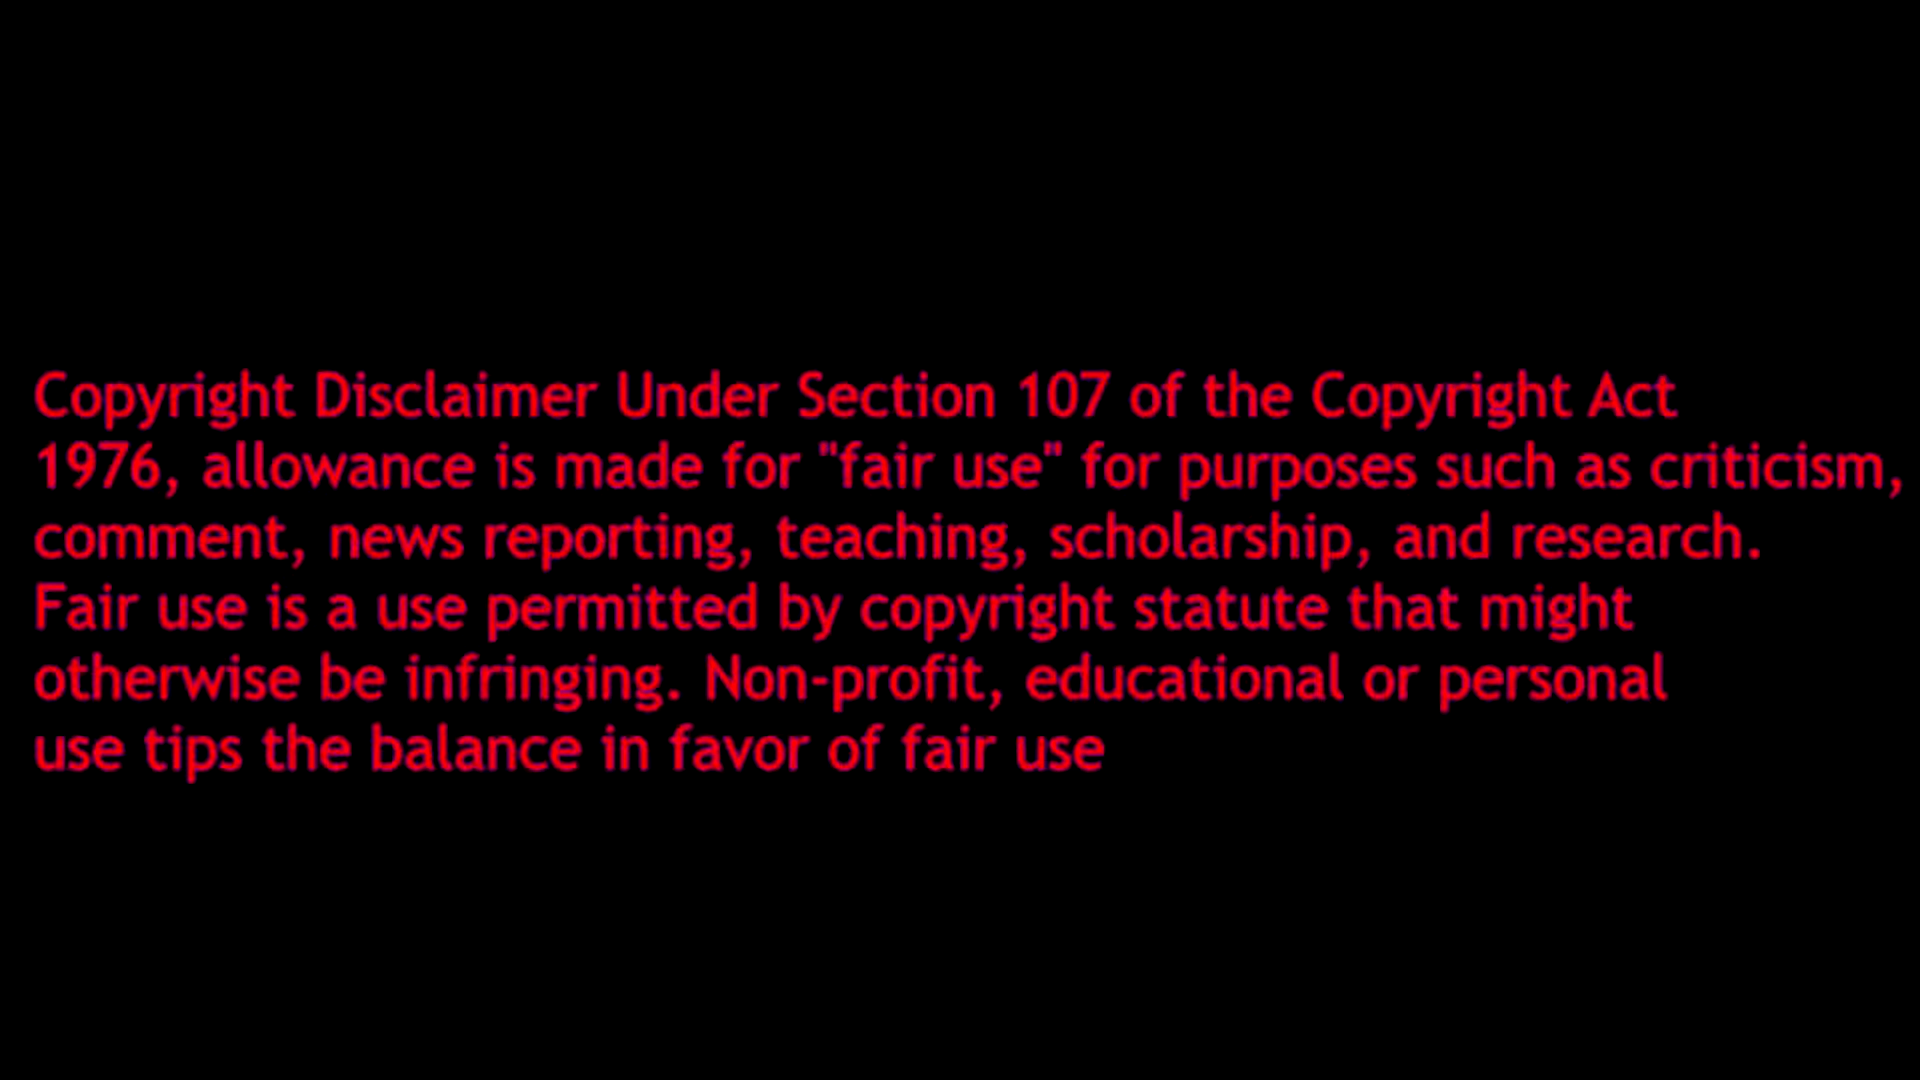 Copyright Disclaimer Under Section 107 of the Copyright Act
1976, allowance is made for "fair use" for purposes such as criticism,
comment, news reporting, teaching, scholarship, and research.
Fair use is a use permitted by copyright statute that might
otherwise be infringing. Non-profit, educational or personal
use tips the balance in favor of fair use